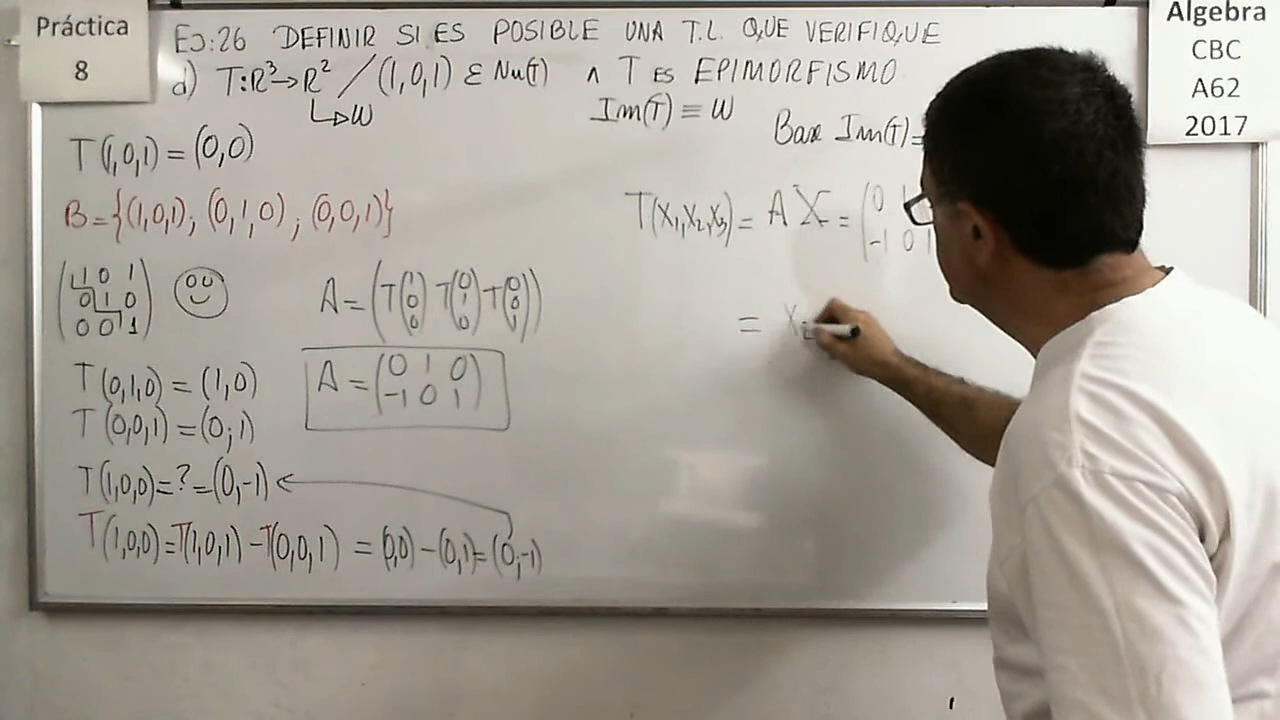 Práctica
8
EJ:26 DEFINIR SI ES POSIBLE UNA T.L. QUE VERIFIQUE
d) T:R³→R² / (1,0,1) ε Nu(T) ∧ T ES EPIMORFISMO
W
Im(T) ≡ W
Base Im(T)=
T(1,0,1) = (0,0)
B={(1,0,1);(0,1,0);(0,0,1)}
1 0 1
0 1 0
0 0 1
A = (T(1 0 0) T(0 1 0) T(0 0 1))
T(0,1,0) = (1,0)
T(0,0,1) = (0;1)
A = (0 1 0
-1 0 1)
T(1,0,0)=?=(0,-1)
T(1,0,0)=T(1,0,1)-T(0,0,1) = (0,0)-(0,1)=(0;-1)
T(X₁,X₂,X₃)= A X = (0 1
-1 0 1
= X₂
Algebra
CBC
A62
2017